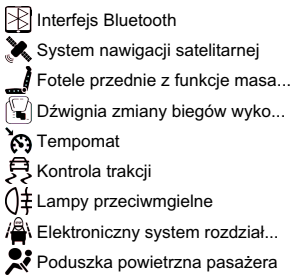 Interfejs Bluetooth
System nawigacji satelitarnej
Fotele przednie z funkcje masa...
Dźwignia zmiany biegów wyko...
Tempomat
Kontrola trakcji
Lampy przeciwmgielne
Elektroniczny system rozdział...
Poduszka powietrzna pasażera